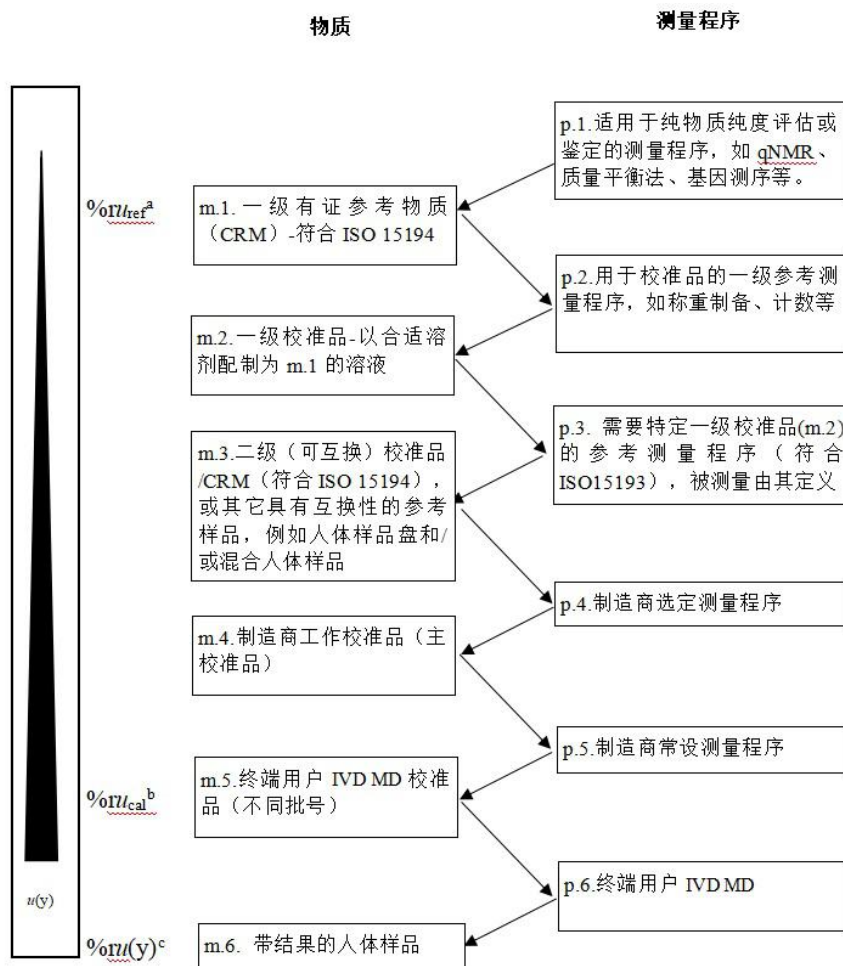 物质
测量程序
p.1.适用于纯物质纯度评估或
鉴定的测量程序，如 qNMR、
质量平衡法、基因测序等。
%ru_ref^a
m.1.一级有证参考物质
（CRM）-符合 ISO 15194
p.2.用于校准品的一级参考测
量程序，如称重制备、计数等
m.2.一级校准品-以合适溶
剂配制为 m.1 的溶液
p.3. 需要特定一级校准品(m.2)
的参考测量程序（符合
ISO15193），被测量由其定义
m.3.二级（可互换）校准品
/CRM（符合 ISO 15194），
或其它具有互换性的参考
样品，例如人体样品盘和/
或混合人体样品
p.4.制造商选定测量程序
m.4.制造商工作校准品（主
校准品）
p.5.制造商常设测量程序
%ru_cal^b
m.5.终端用户 IVD MD 校准
品（不同批号）
p.6.终端用户 IVD MD
u(y)
%ru(y)^c
m.6. 带结果的人体样品